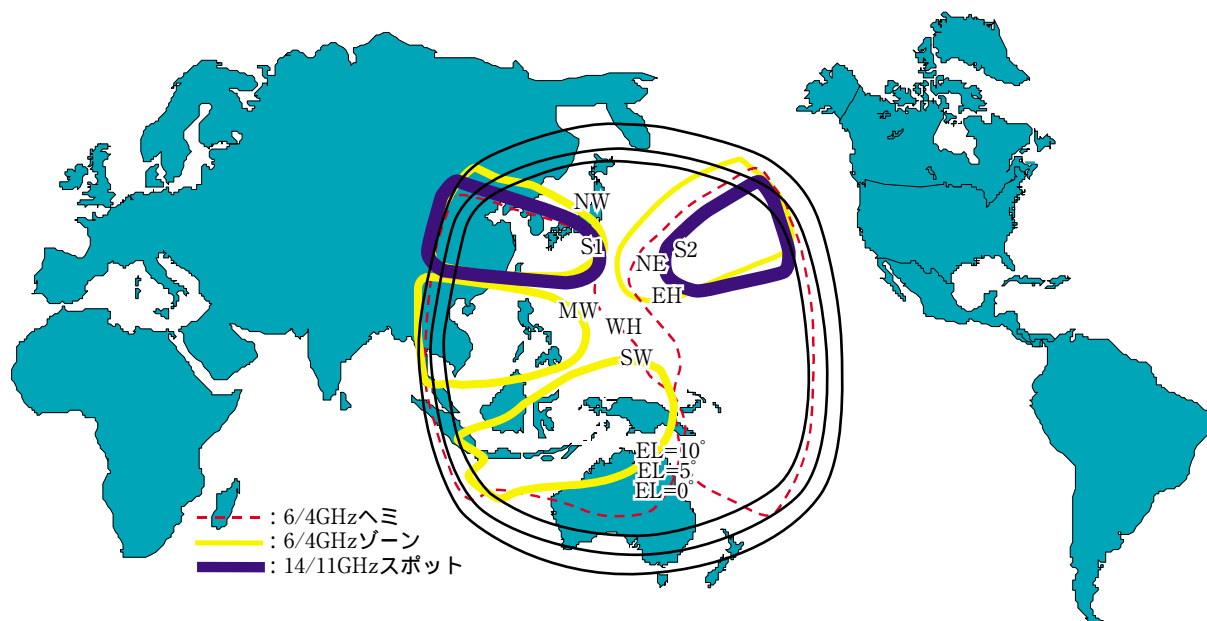 NW
S1
S2
NE
EH
MW
WH
SW
EL=10°
EL=5°
EL=0°
: 6/4GHzヘミ
: 6/4GHzゾーン
: 14/11GHzスポット